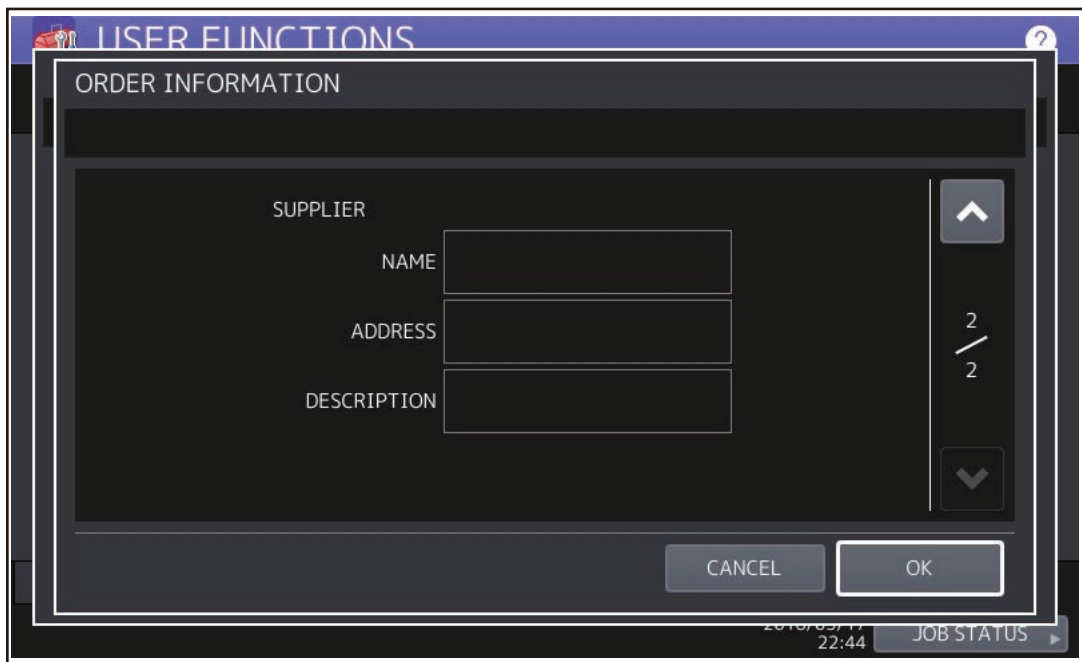 USER FUNCTIONS
?
ORDER INFORMATION
SUPPLIER
NAME
ADDRESS
DESCRIPTION
2
2
CANCEL
OK
22:44
JOB STATUS